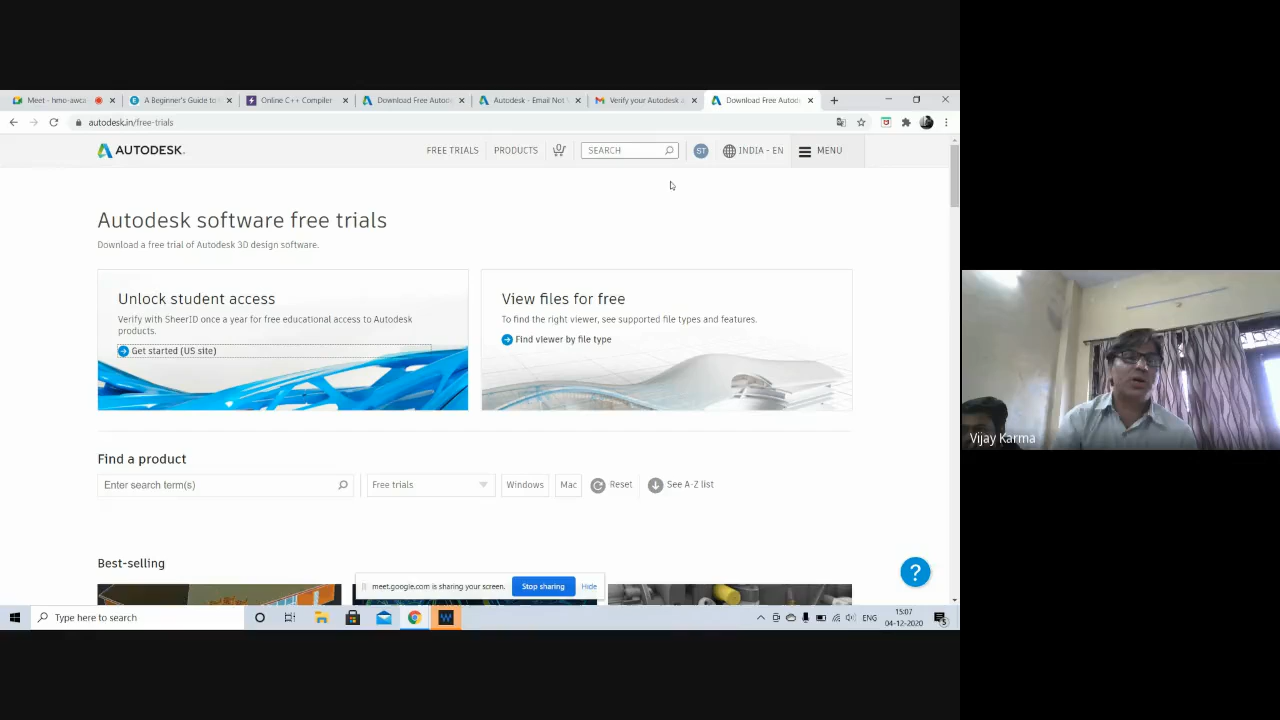 Meet - hmo-awca
A Beginner's Guide to
Online C++ Compiler
Download Free Autod
Autodesk - Email Not V
Verify your Autodesk a
Download Free Autod
autodesk.in/free-trials
AUTODESK.
FREE TRIALS
PRODUCTS
0
SEARCH
ST
INDIA - EN
MENU
Autodesk software free trials
Download a free trial of Autodesk 3D design software.
Unlock student access
Verify with SheerID once a year for free educational access to Autodesk
products.
Get started (US site)
View files for free
To find the right viewer, see supported file types and features.
Find viewer by file type
Find a product
Enter search term(s)
Free trials
Windows
Mac
Reset
See A-Z list
Best-selling
?
meet.google.com is sharing your screen.
Stop sharing
Hide
Type here to search
ENG
15:07
04-12-2020
5
Vijay Karma